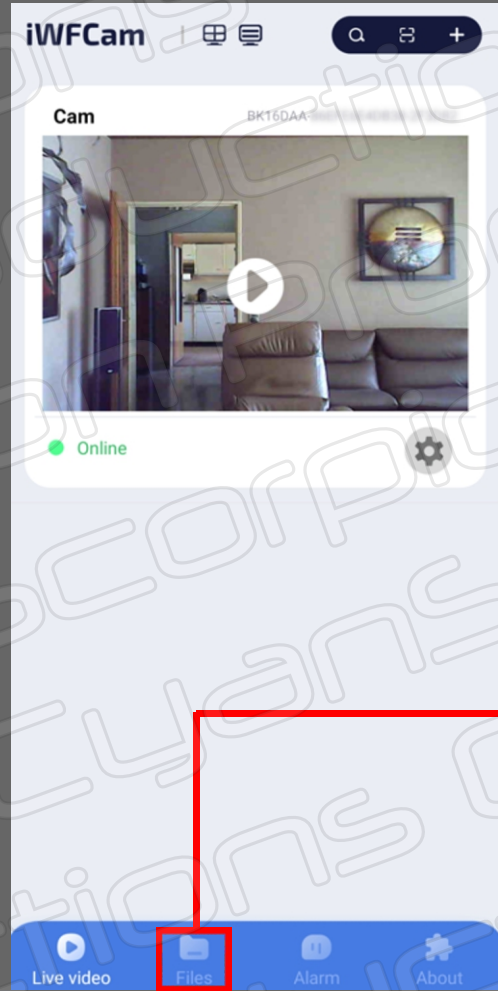 iWFCam
Cam
BK16DAA-
Online
Live video
Files
Alarm
About